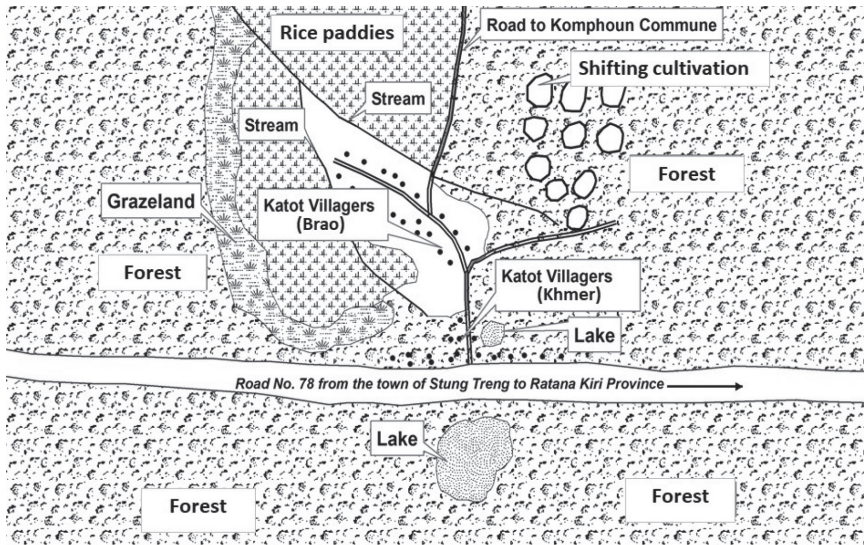 Road to Komphoun Commune
Rice paddies
Shifting cultivation
Stream
Stream
Forest
Grazeland
Katot Villagers
(Brao)
Forest
Katot Villagers
(Khmer)
Lake
Road No. 78 from the town of Stung Treng to Ratana Kiri Province
Lake
Forest
Forest